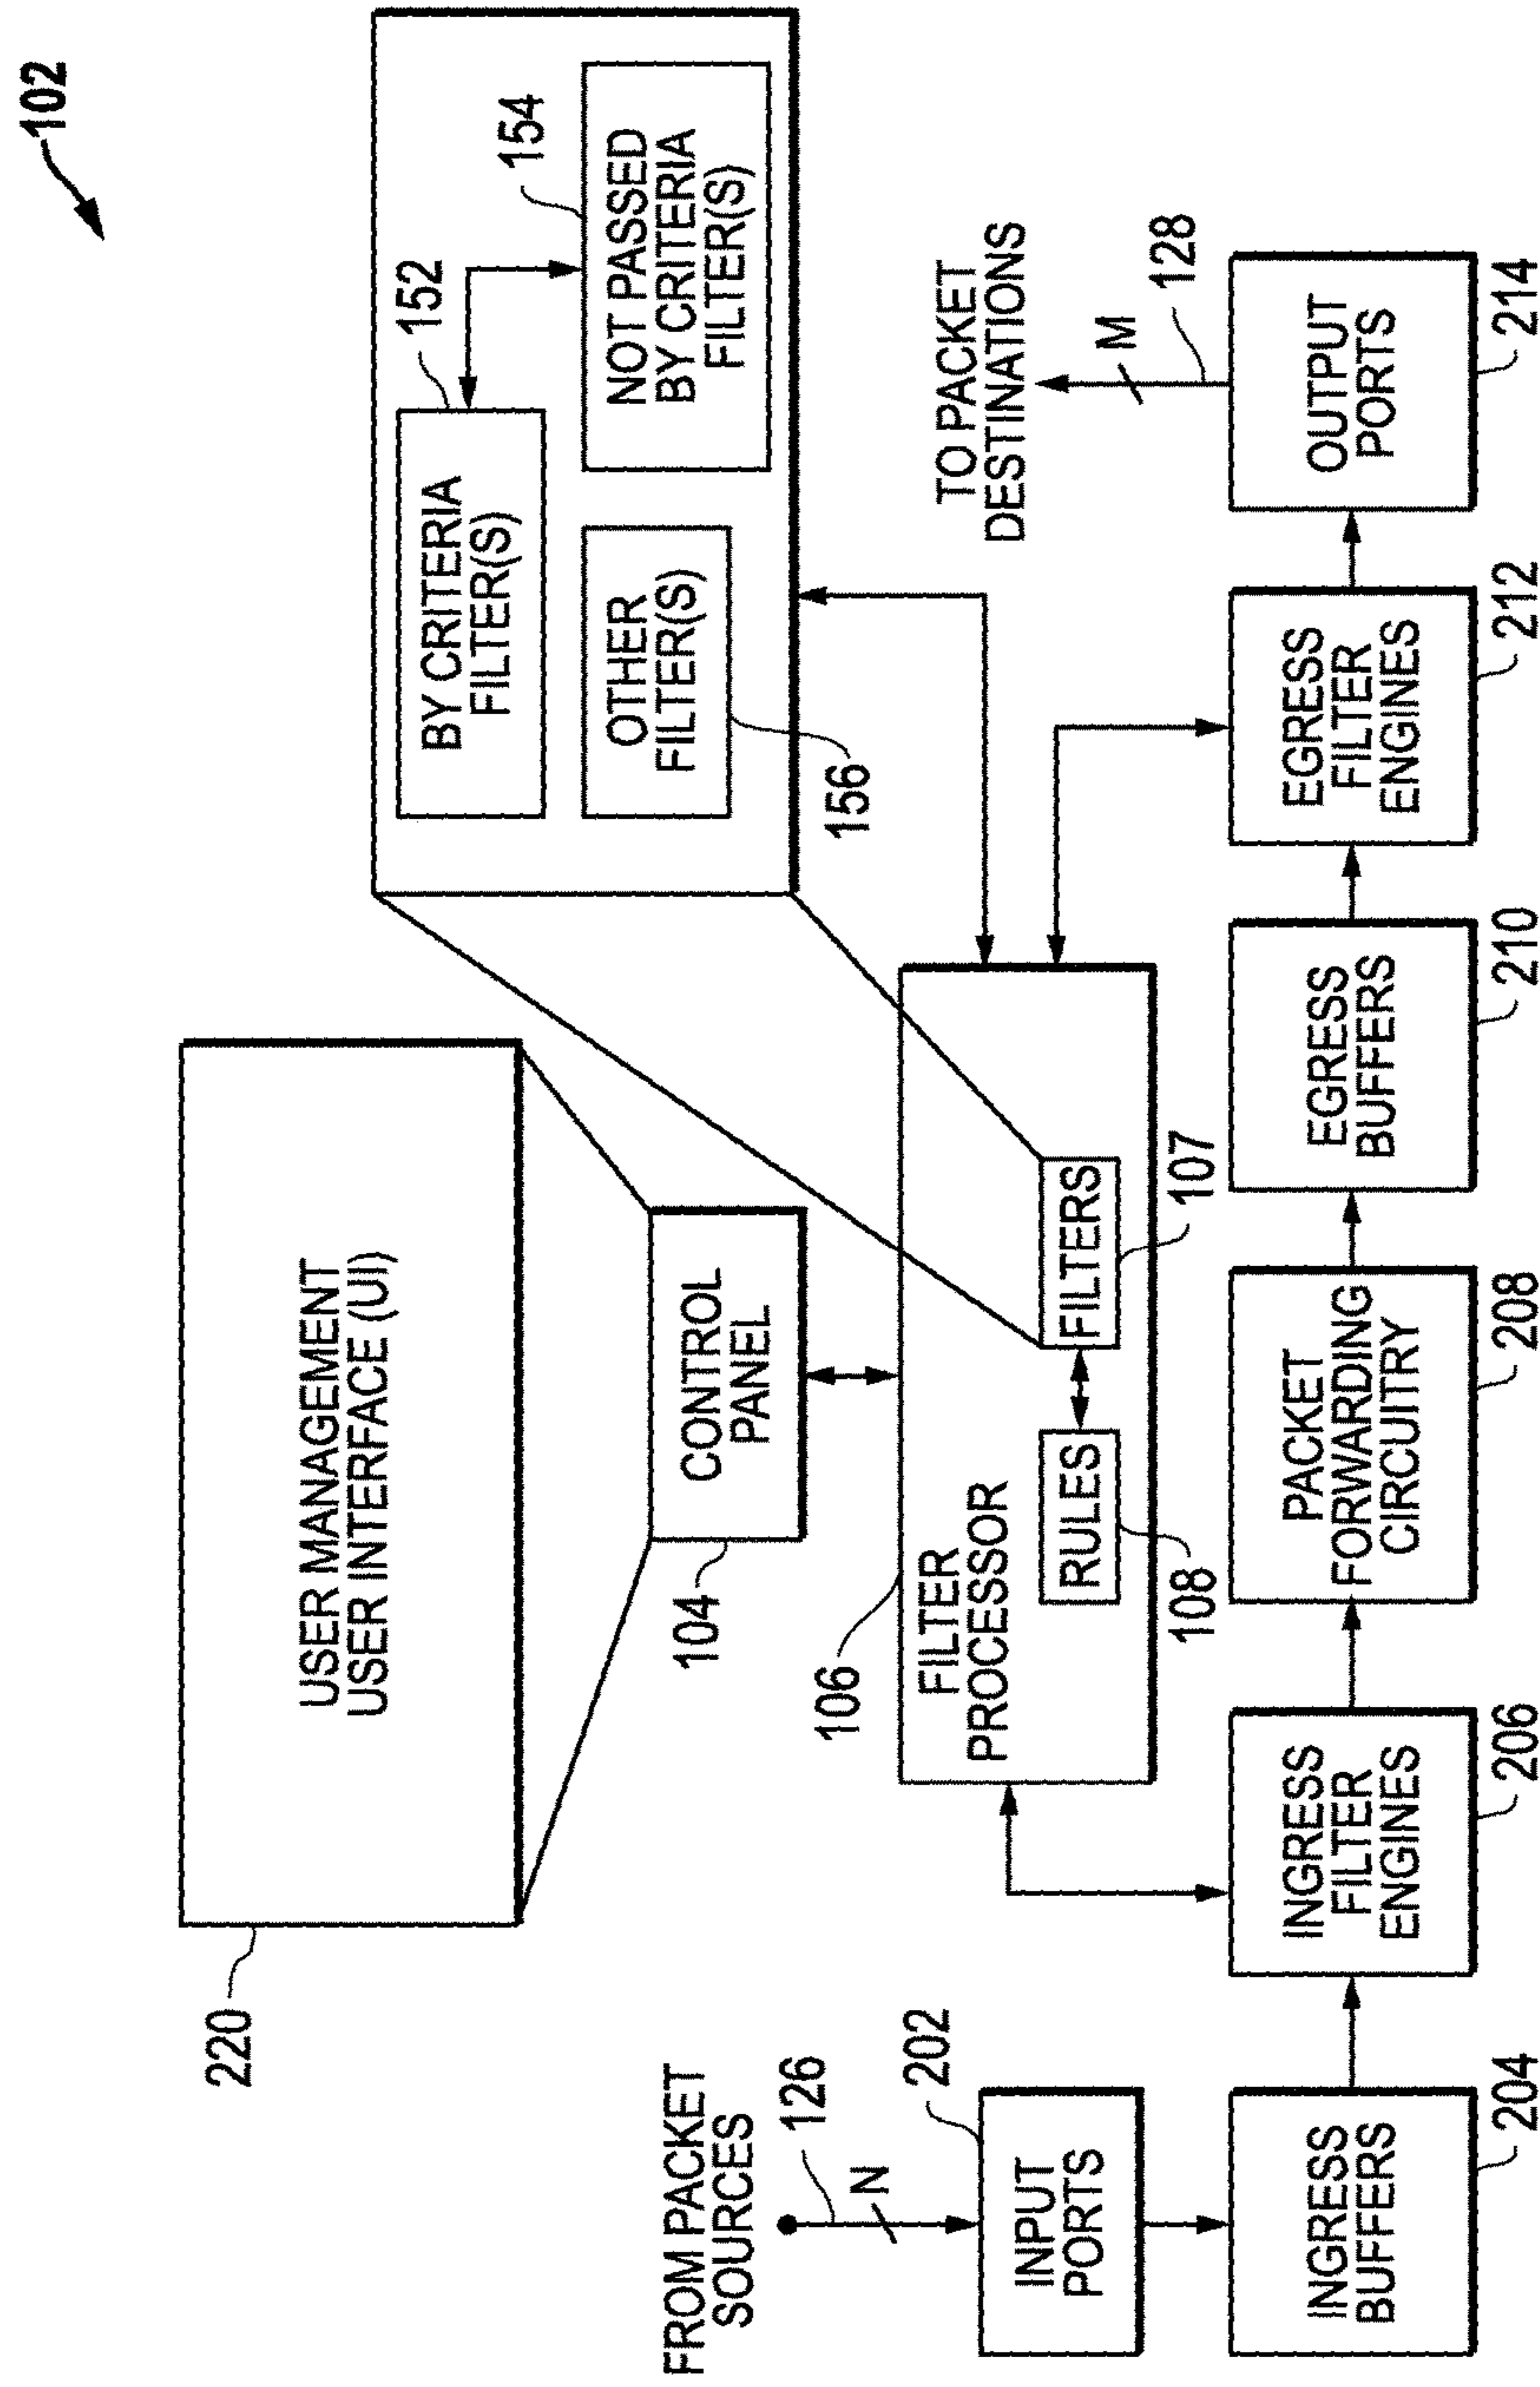 102
USER MANAGEMENT
USER INTERFACE (UI)
220
BY CRITERIA
FILTER(S)
152
NOT PASSED
BY CRITERIA
FILTER(S)
154
OTHER
FILTER(S)
156
CONTROL
PANEL
104
FROM PACKET
SOURCES
126
N
202
INPUT
PORTS
106
FILTER
PROCESSOR
RULES
108
FILTERS
107
TO PACKET
DESTINATIONS
M
128
INGRESS
BUFFERS
204
INGRESS
FILTER
ENGINES
206
PACKET
FORWARDING
CIRCUITRY
208
EGRESS
BUFFERS
210
EGRESS
FILTER
ENGINES
212
OUTPUT
PORTS
214